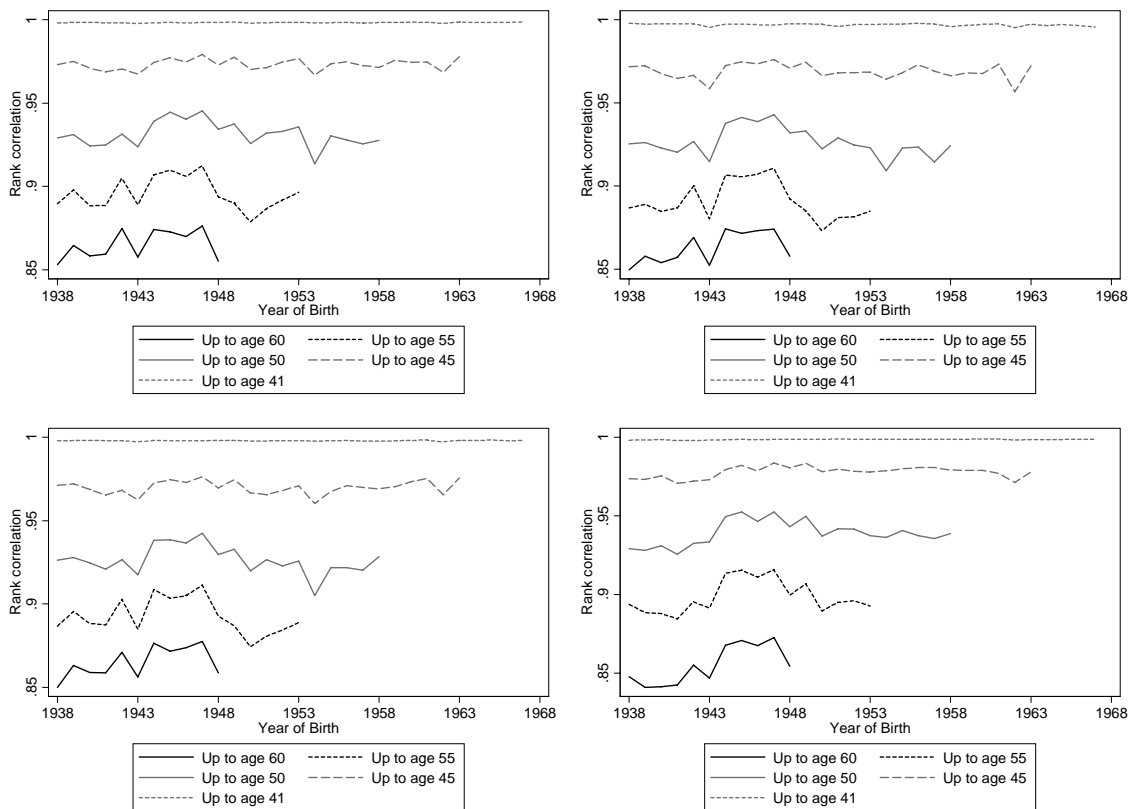 Rank correlation
1
.95
.9
.85
1938 1943 1948 1953 1958 1963 1968
Year of Birth
Up to age 60 Up to age 55
Up to age 50 Up to age 45
Up to age 41
Rank correlation
1
.95
.9
.85
1938 1943 1948 1953 1958 1963 1968
Year of Birth
Up to age 60 Up to age 55
Up to age 50 Up to age 45
Up to age 41
Rank correlation
1
.95
.9
.85
1938 1943 1948 1953 1958 1963 1968
Year of Birth
Up to age 60 Up to age 55
Up to age 50 Up to age 45
Up to age 41
Rank correlation
1
.95
.9
.85
1938 1943 1948 1953 1958 1963 1968
Year of Birth
Up to age 60 Up to age 55
Up to age 50 Up to age 45
Up to age 41